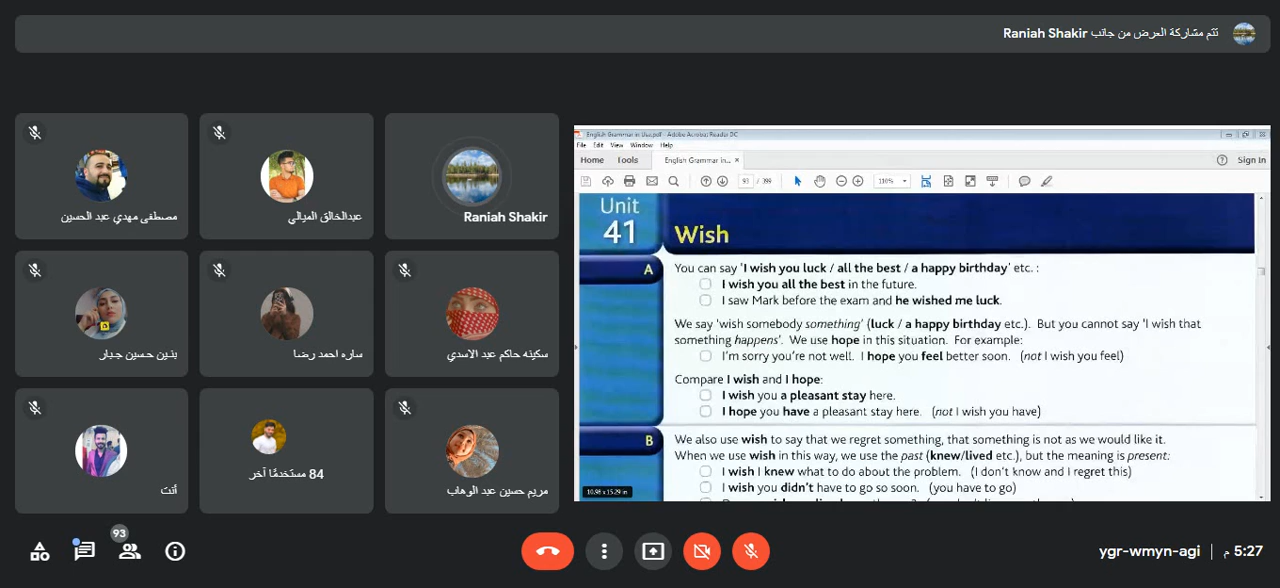 تتم مشاركة العرض من جانب Raniah Shakir
مصطفى مهدي عبد الحسين
عبدالخالق الميالي
Raniah Shakir
بنين حسين جبار
ساره احمد رضا
سكينه حاكم عبد الاسدي
أنت
84 مستخدمًا آخر
مريم حسين عبد الوهاب
English Grammar in Use.pdf - Adobe Acrobat Reader DC
File Edit View Window Help
Home Tools English Grammar in... ×
Sign In
93 / 399
110%
Unit
41
Wish
A
You can say 'I wish you luck / all the best / a happy birthday' etc. :
I wish you all the best in the future.
I saw Mark before the exam and he wished me luck.
We say 'wish somebody something' (luck / a happy birthday etc.). But you cannot say 'I wish that
something happens'. We use hope in this situation. For example:
I'm sorry you're not well. I hope you feel better soon. (not I wish you feel)
Compare I wish and I hope:
I wish you a pleasant stay here.
I hope you have a pleasant stay here. (not I wish you have)
B
We also use wish to say that we regret something, that something is not as we would like it.
When we use wish in this way, we use the past (knew/lived etc.), but the meaning is present:
I wish I knew what to do about the problem. (I don't know and I regret this)
I wish you didn't have to go so soon. (you have to go)
10.98 x 15.29 in
93
ygr-wmyn-agi | 5:27 م